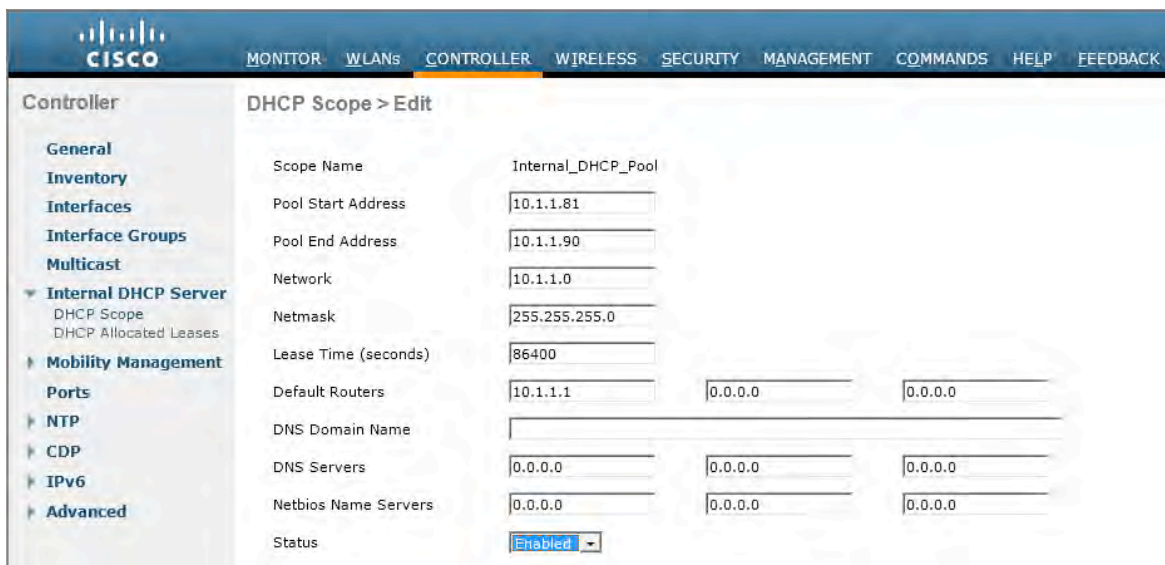 CISCO
MONITOR WLANs CONTROLLER WIRELESS SECURITY MANAGEMENT COMMANDS HELP FEEDBACK
Controller
General
Inventory
Interfaces
Interface Groups
Multicast
Internal DHCP Server
DHCP Scope
DHCP Allocated Leases
Mobility Management
Ports
NTP
CDP
IPv6
Advanced
DHCP Scope > Edit
Scope Name Internal_DHCP_Pool
Pool Start Address 10.1.1.81
Pool End Address 10.1.1.90
Network 10.1.1.0
Netmask 255.255.255.0
Lease Time (seconds) 86400
Default Routers 10.1.1.1 0.0.0.0 0.0.0.0
DNS Domain Name
DNS Servers 0.0.0.0 0.0.0.0 0.0.0.0
Netbios Name Servers 0.0.0.0 0.0.0.0 0.0.0.0
Status Enabled